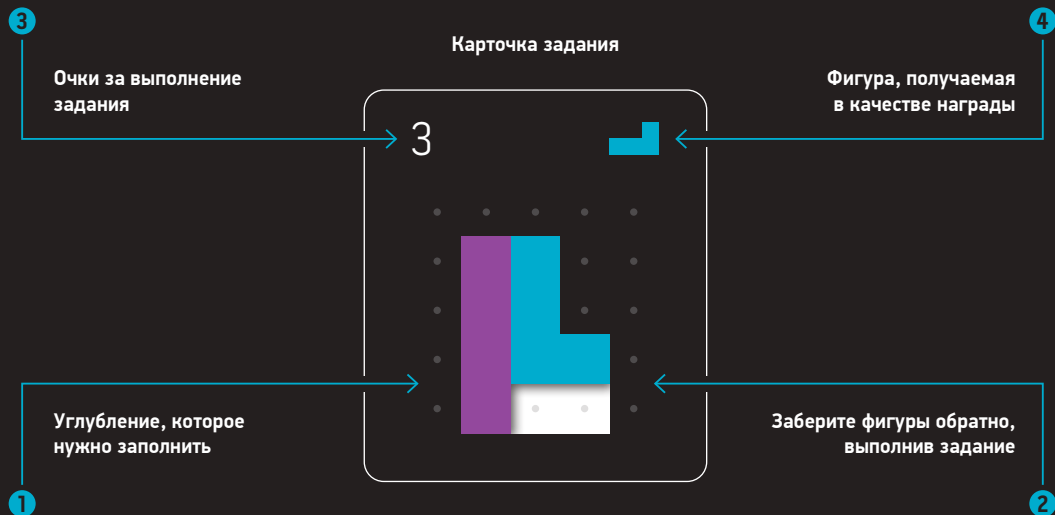 3
4
Карточка задания
Очки за выполнение
задания
Фигура, получаемая
в качестве награды
3
Углубление, которое
нужно заполнить
Заберите фигуры обратно,
выполнив задание
1
2